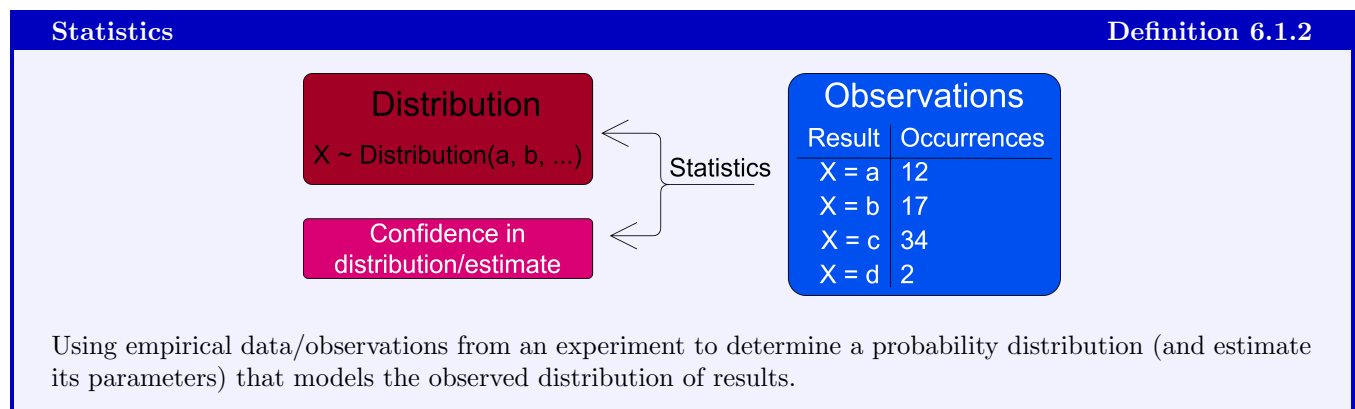 Statistics Definition 6.1.2
Distribution
X ~ Distribution(a, b, ...)
Confidence in
distribution/estimate
Statistics
Observations
Result Occurrences
X = a 12
X = b 17
X = c 34
X = d 2
Using empirical data/observations from an experiment to determine a probability distribution (and estimate
its parameters) that models the observed distribution of results.